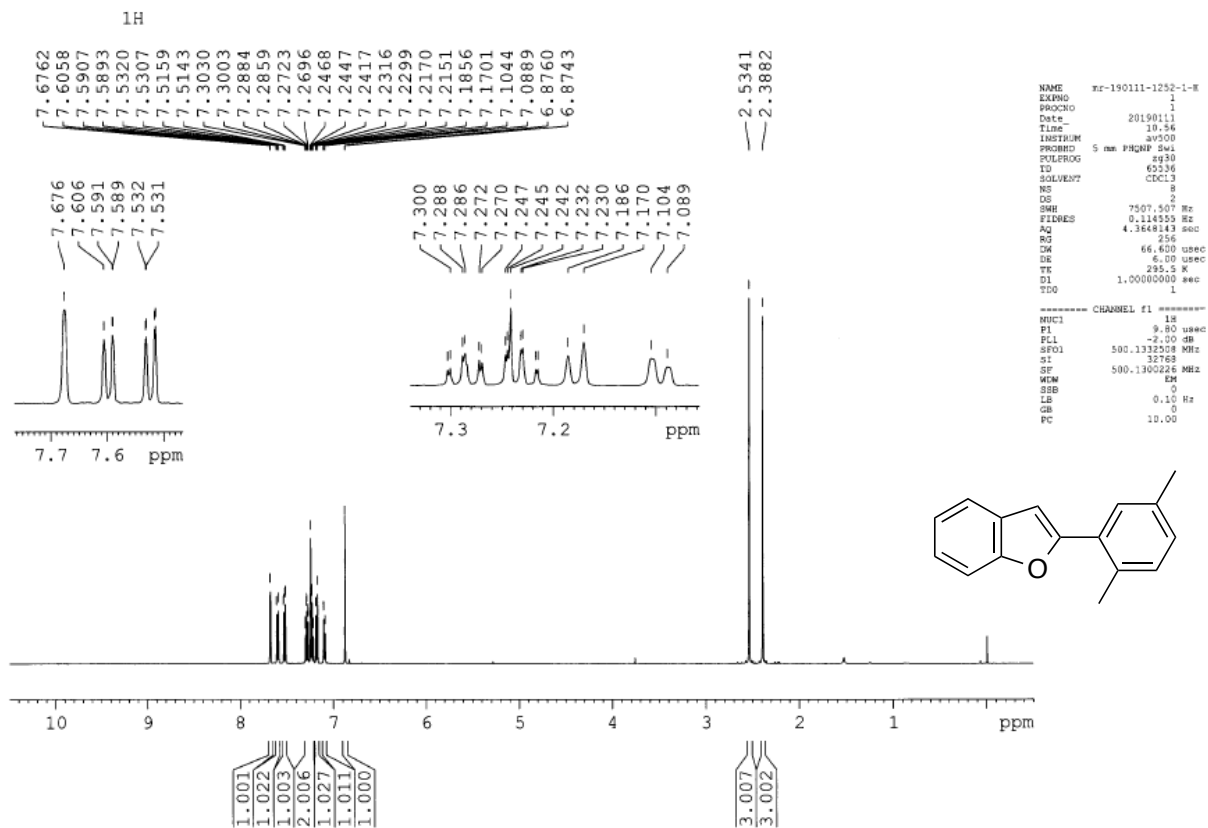 1H
7.6762
7.6058
7.5907
7.5893
7.5320
7.5307
7.5159
7.5143
7.3030
7.3003
7.2884
7.2859
7.2723
7.2696
7.2468
7.2447
7.2417
7.2316
7.2299
7.2170
7.2151
7.1856
7.1701
7.1044
7.0889
6.8760
6.8743
2.5341
2.3882
7.676
7.606
7.591
7.589
7.532
7.531
7.7 7.6 ppm
7.300
7.288
7.286
7.272
7.270
7.247
7.245
7.242
7.232
7.230
7.186
7.170
7.104
7.089
7.3 7.2 ppm
NAME mr-190111-1252-1-H
EXPNO 1
PROCNO 1
Date_ 20190111
Time 10.56
INSTRUM av500
PROBHD 5 mm PHQNP Swi
PULPROG zg30
TD 65536
SOLVENT CDCl3
NS 8
DS 2
SWH 7507.507 Hz
FIDRES 0.114555 Hz
AQ 4.3648143 sec
RG 256
DW 66.600 usec
DE 6.00 usec
TE 295.5 K
D1 1.00000000 sec
TD0 1
======== CHANNEL f1 ========
NUC1 1H
P1 9.80 usec
PL1 -2.00 dB
SFO1 500.1332508 MHz
SI 32768
SF 500.1300226 MHz
WDW EM
SSB 0
LB 0.10 Hz
GB 0
PC 10.00
O
10 9 8 7 6 5 4 3 2 1 ppm
1.001
1.022
1.003
2.006
1.027
1.011
1.000
3.007
3.002